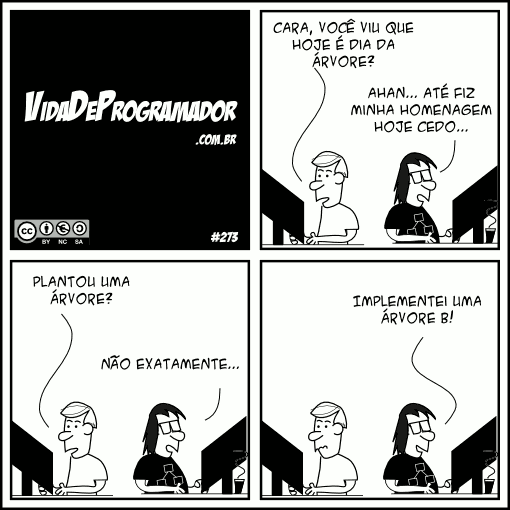 VidaDeProgramador
.com.br
cc
BY NC SA
#273
CARA, VOCÊ VIU QUE
HOJE É DIA DA
ÁRVORE?
AHAN... ATÉ FIZ
MINHA HOMENAGEM
HOJE CEDO...
PLANTOU UMA
ÁRVORE?
NÃO EXATAMENTE...
IMPLEMENTEI UMA
ÁRVORE B!